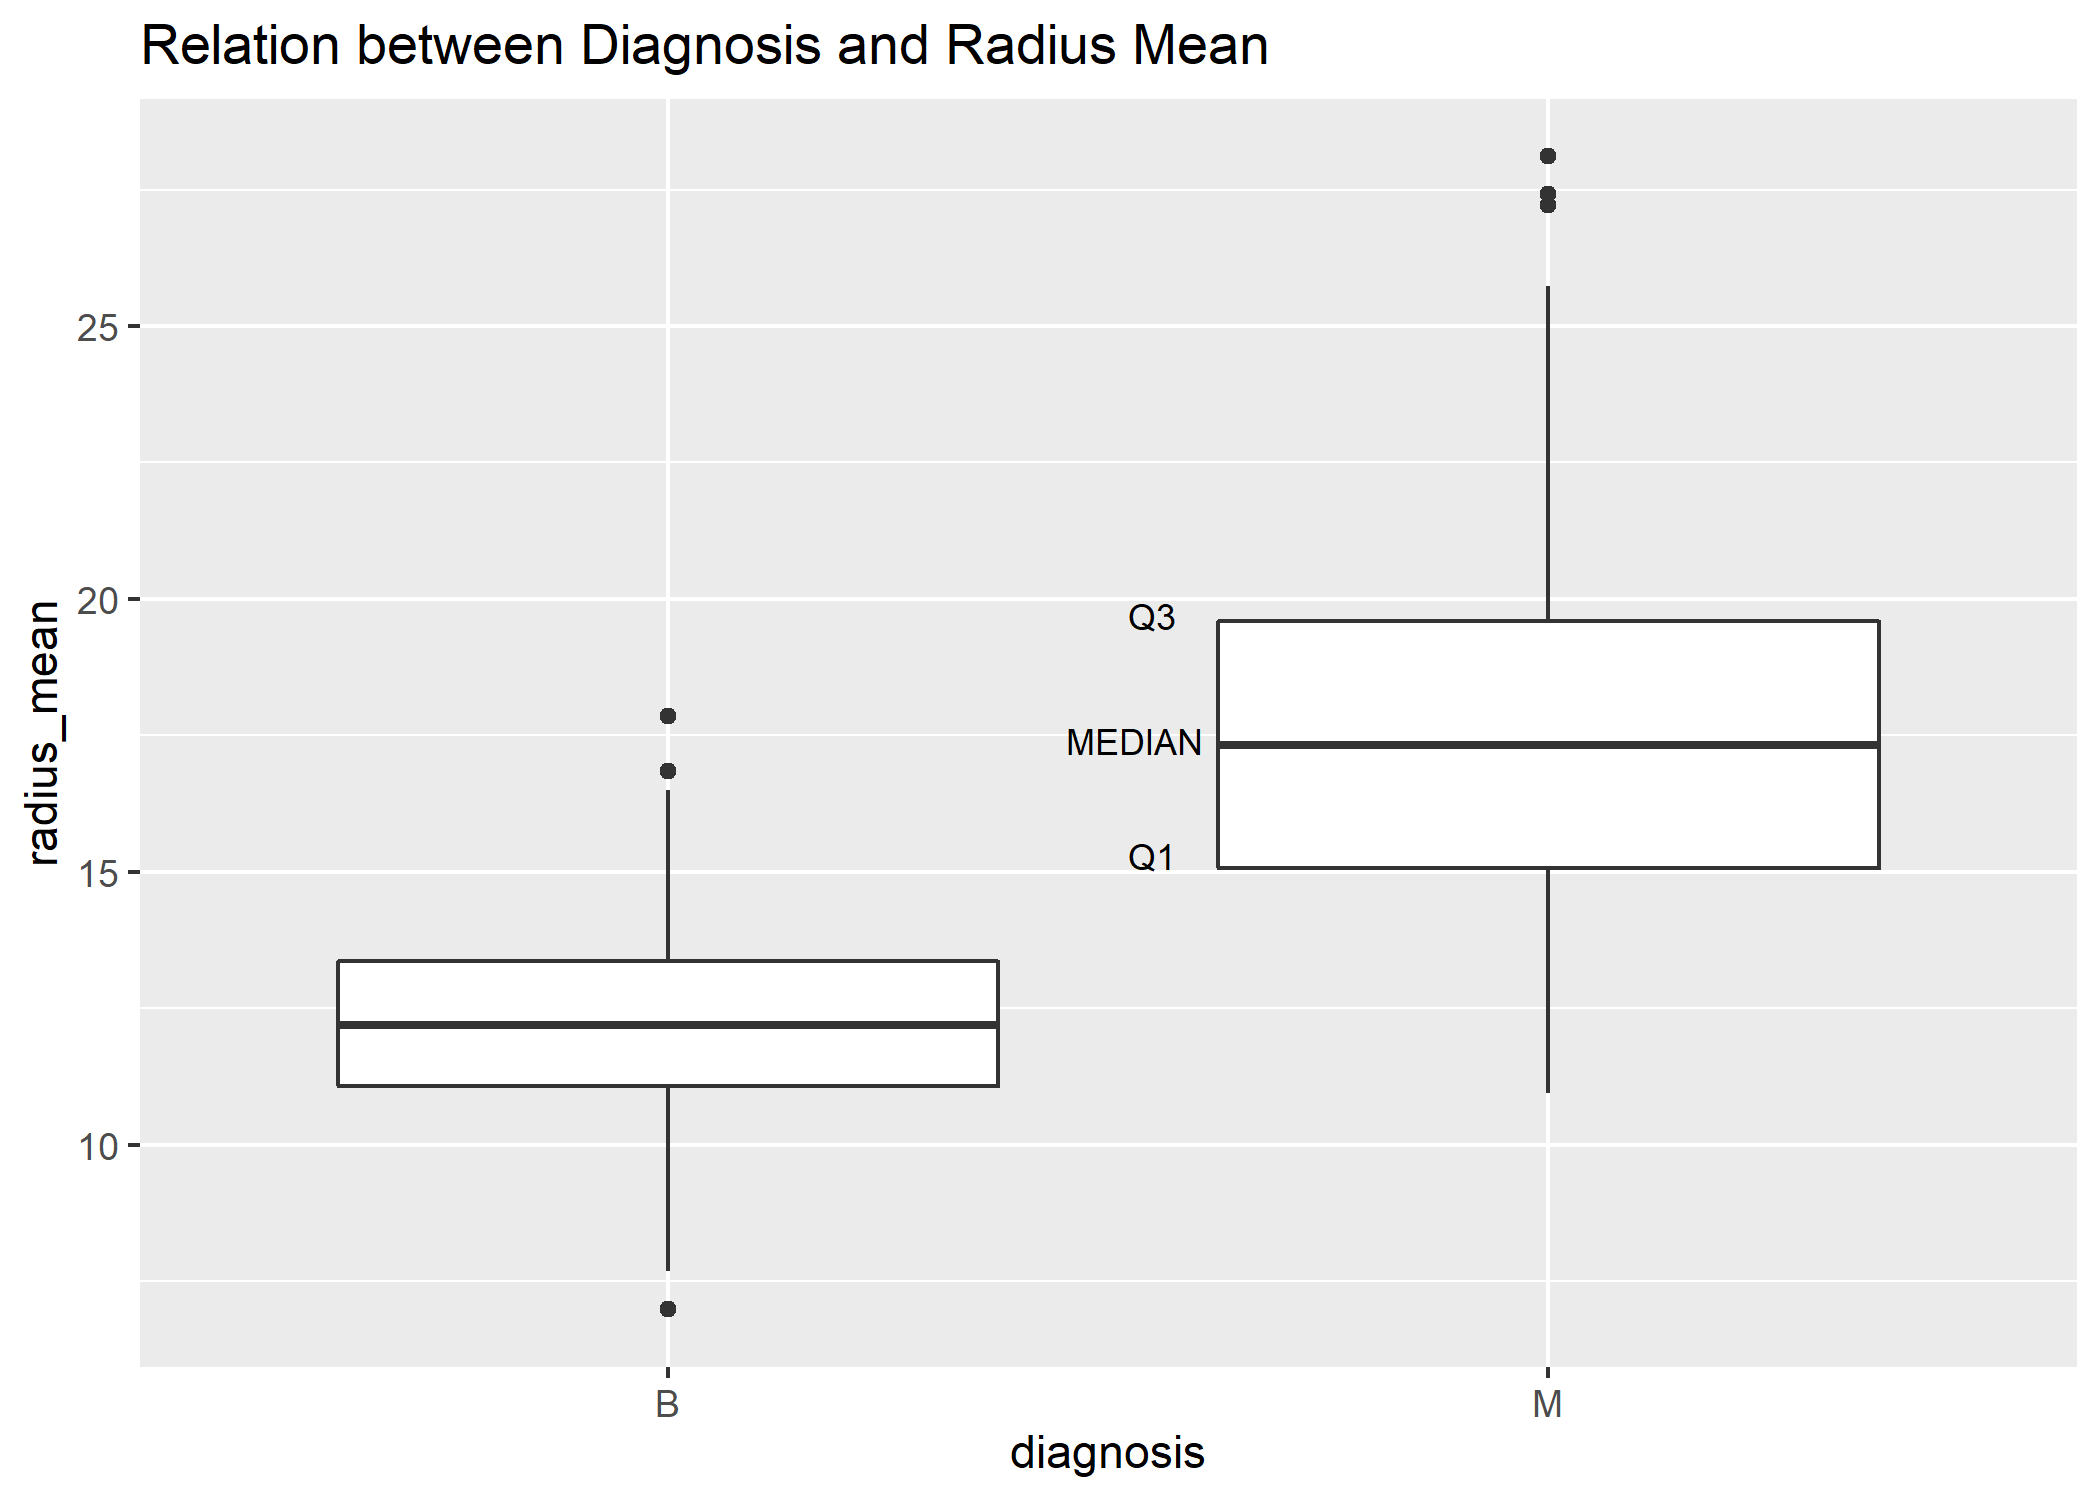 Relation between Diagnosis and Radius Mean
radius_mean
25
20
15
10
Q3
MEDIAN
Q1
B
M
diagnosis